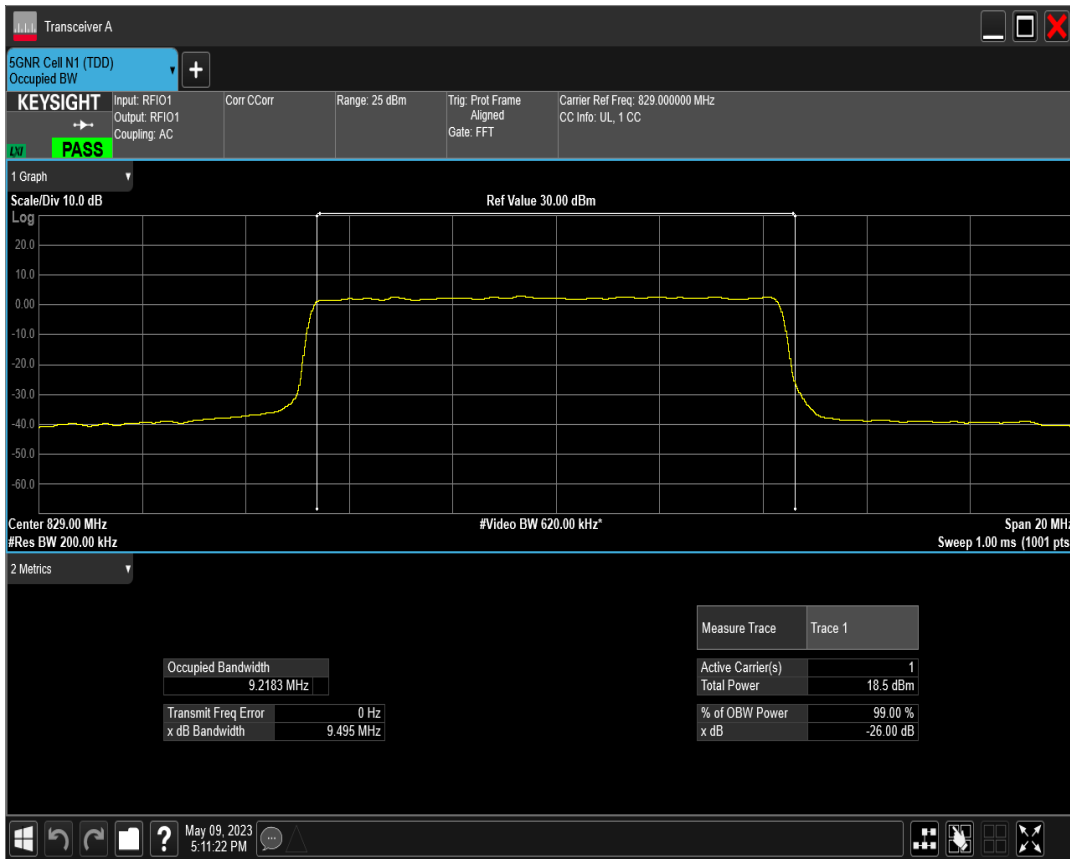 Transceiver A
5GNR Cell N1 (TDD)
Occupied BW
+
KEYSIGHT
LXI
PASS
Input: RFIO1
Output: RFIO1
Coupling: AC
Corr CCorr
Range: 25 dBm
Trig: Prot Frame
Aligned
Gate: FFT
Carrier Ref Freq: 829.000000 MHz
CC Info: UL, 1 CC
1 Graph
Scale/Div 10.0 dB
Ref Value 30.00 dBm
Log
20.0
10.0
0.00
-10.0
-20.0
-30.0
-40.0
-50.0
-60.0
Center 829.00 MHz
#Video BW 620.00 kHz*
Span 20 MHz
#Res BW 200.00 kHz
Sweep 1.00 ms (1001 pts
2 Metrics
Measure Trace Trace 1
Occupied Bandwidth
9.2183 MHz
Active Carrier(s) 1
Total Power 18.5 dBm
Transmit Freq Error 0 Hz
x dB Bandwidth 9.495 MHz
% of OBW Power 99.00 %
x dB -26.00 dB
?
May 09, 2023
5:11:22 PM